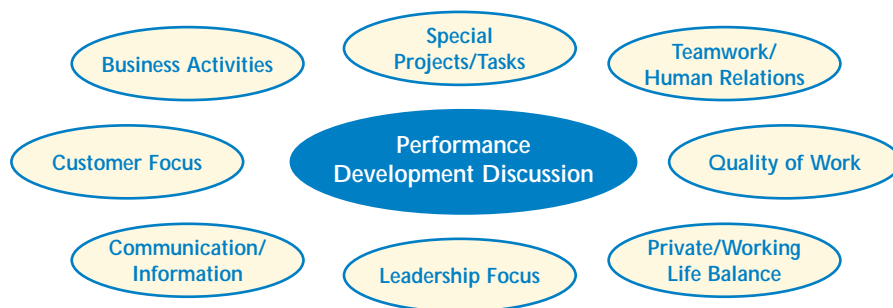 Special
Projects/Tasks
Business Activities
Teamwork/
Human Relations
Performance
Development Discussion
Customer Focus
Quality of Work
Communication/
Information
Leadership Focus
Private/Working
Life Balance